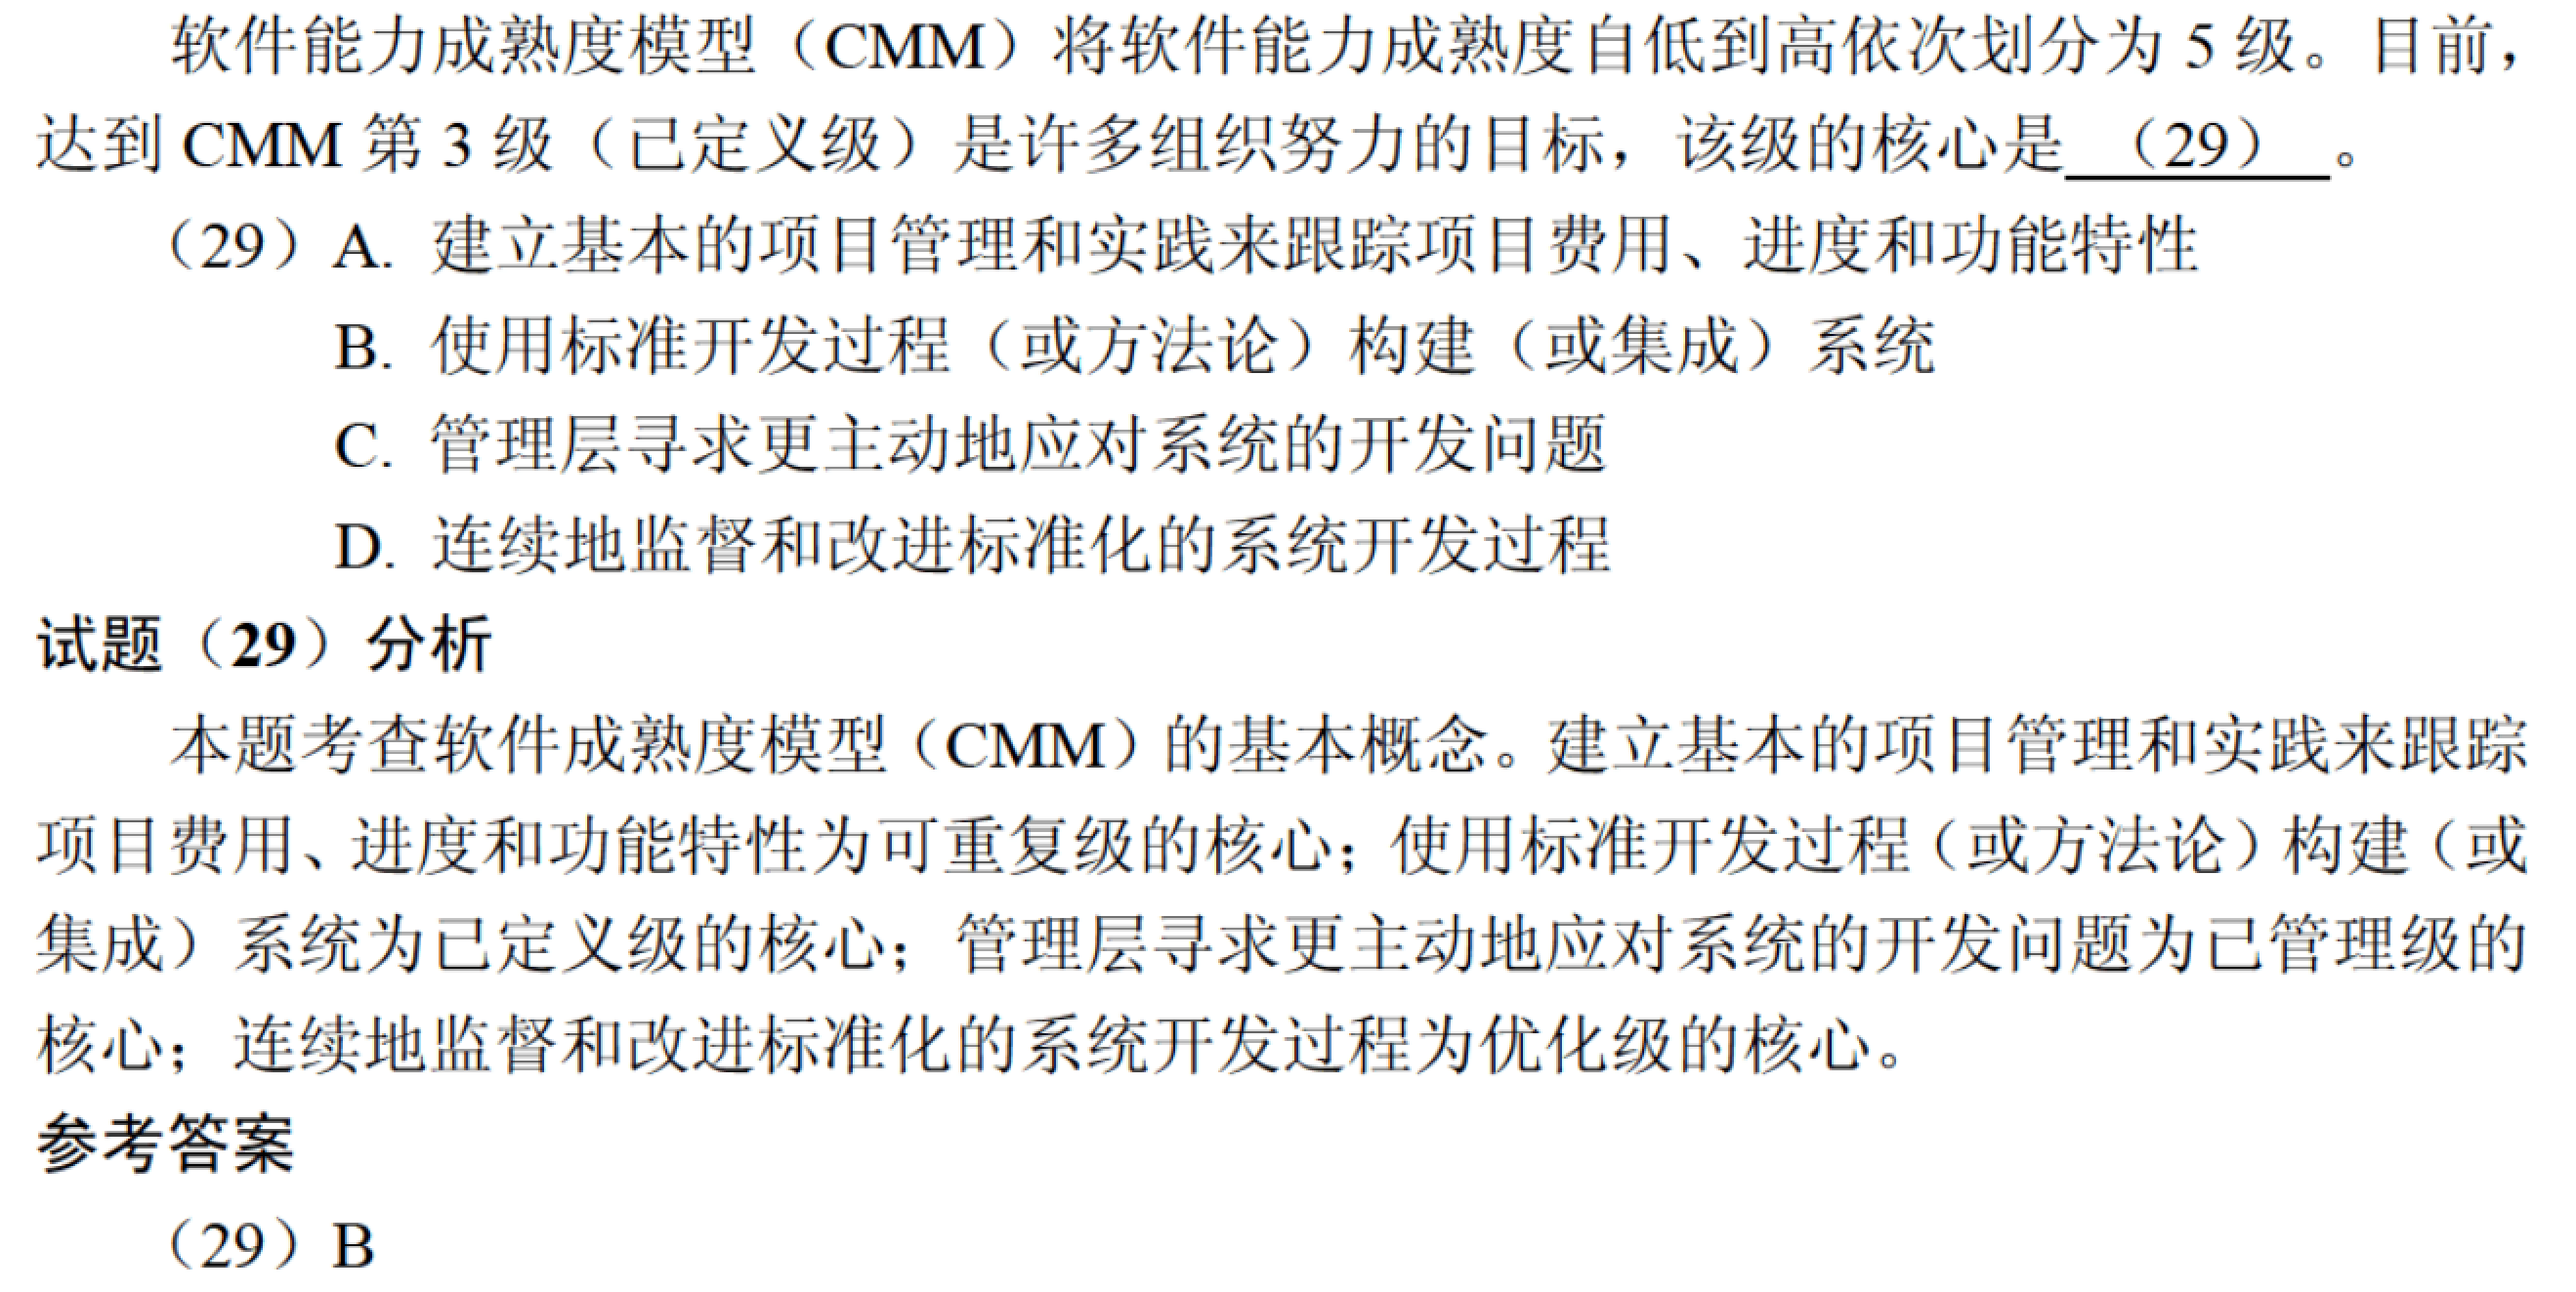 软件能力成熟度模型（CMM）将软件能力成熟度自低到高依次划分为 5 级。目前，
达到 CMM 第 3 级（已定义级）是许多组织努力的目标，该级的核心是 （29） 。
（29）A. 建立基本的项目管理和实践来跟踪项目费用、进度和功能特性
B. 使用标准开发过程（或方法论）构建（或集成）系统
C. 管理层寻求更主动地应对系统的开发问题
D. 连续地监督和改进标准化的系统开发过程
试题（29）分析
本题考查软件成熟度模型（CMM）的基本概念。建立基本的项目管理和实践来跟踪
项目费用、进度和功能特性为可重复级的核心；使用标准开发过程（或方法论）构建（或
集成）系统为已定义级的核心；管理层寻求更主动地应对系统的开发问题为已管理级的
核心；连续地监督和改进标准化的系统开发过程为优化级的核心。
参考答案
（29）B